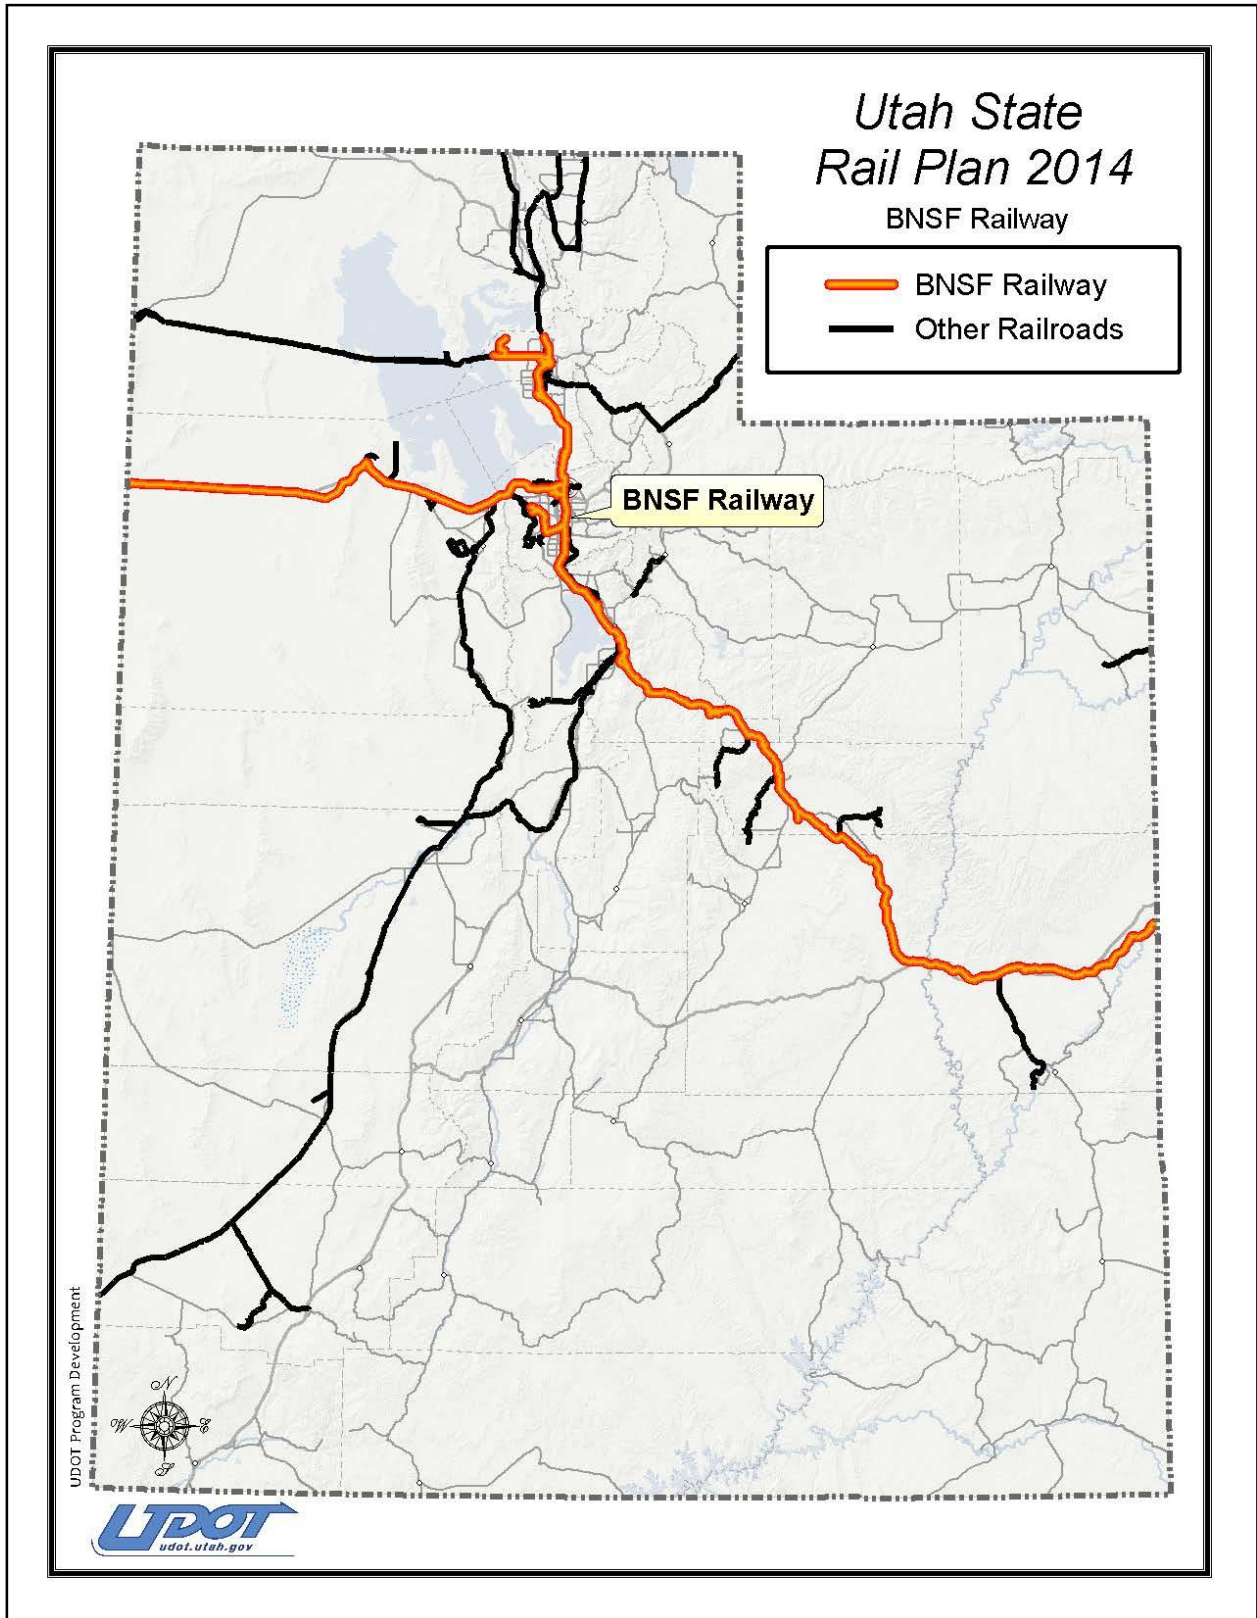 Utah State
Rail Plan 2014
BNSF Railway
BNSF Railway
Other Railroads
BNSF Railway
UDOT Program Development
N
E
S
UDOT
udot.utah.gov